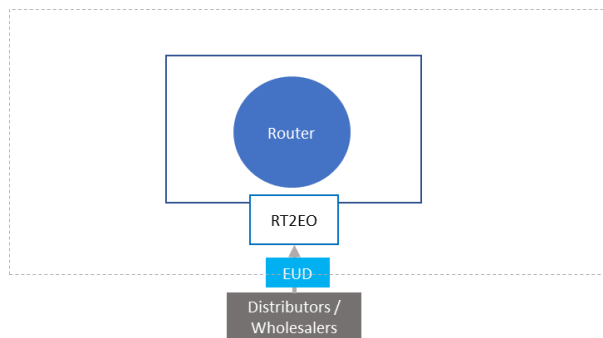 Router
RT2EO
EUD
Distributors /
Wholesalers